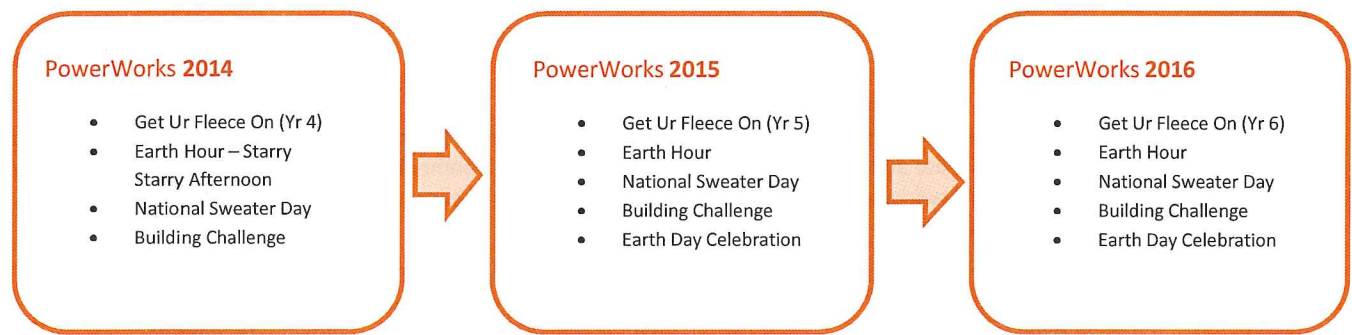 PowerWorks 2014
• Get Ur Fleece On (Yr 4)
• Earth Hour – Starry
Starry Afternoon
• National Sweater Day
• Building Challenge
PowerWorks 2015
• Get Ur Fleece On (Yr 5)
• Earth Hour
• National Sweater Day
• Building Challenge
• Earth Day Celebration
PowerWorks 2016
• Get Ur Fleece On (Yr 6)
• Earth Hour
• National Sweater Day
• Building Challenge
• Earth Day Celebration